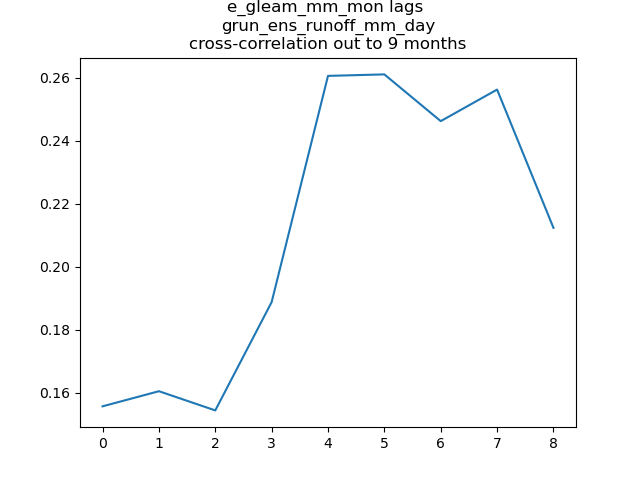 e_gleam_mm_mon lags
grun_ens_runoff_mm_day
cross-correlation out to 9 months
0.26
0.24
0.22
0.20
0.18
0.16
0 1 2 3 4 5 6 7 8